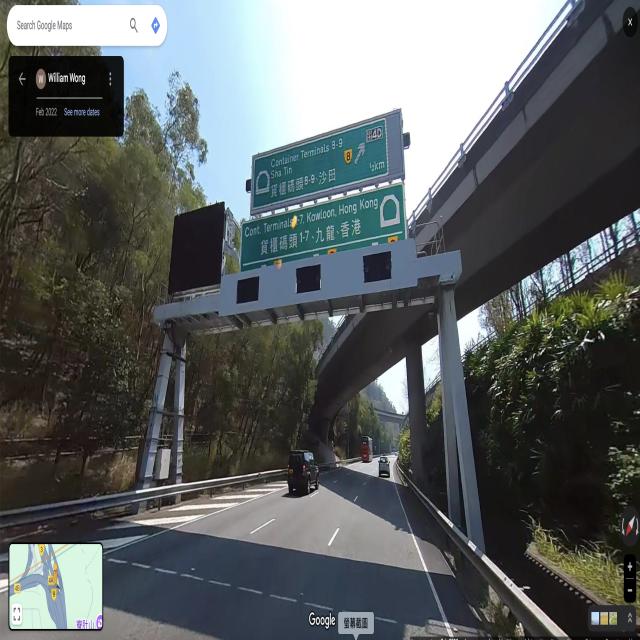 Search Google Maps
W
William Wong
Feb 2022 See more dates
X
Container Terminals 8-9
Sha Tin
貨櫃碼頭8-9、沙田
8
4D
½km
Cont. Terminals 1-7, Kowloon, Hong Kong
貨櫃碼頭1-7、九龍、香港
Google
螢幕截圖